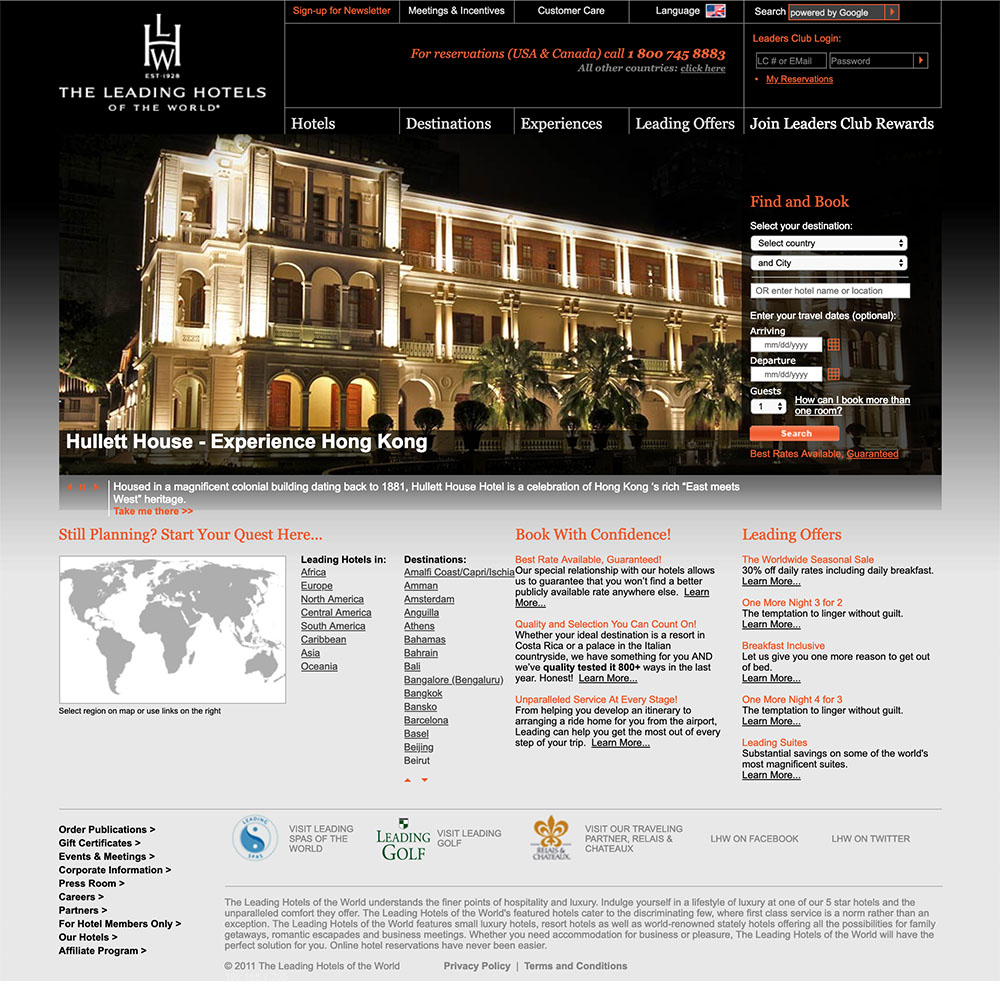 Sign-up for Newsletter
Meetings & Incentives
Customer Care
Language
Search
powered by Google
LHW
EST·1928
THE LEADING HOTELS
OF THE WORLD®
For reservations (USA & Canada) call 1 800 745 8883
All other countries: click here
Leaders Club Login:
LC # or EMail
Password
• My Reservations
Hotels
Destinations
Experiences
Leading Offers
Join Leaders Club Rewards
Find and Book
Select your destination:
Select country
and City
OR enter hotel name or location
Enter your travel dates (optional):
Arriving
mm/dd/yyyy
Departure
mm/dd/yyyy
Guests
1
How can I book more than
one room?
Search
Best Rates Available, Guaranteed
Hullett House - Experience Hong Kong
Housed in a magnificent colonial building dating back to 1881, Hullett House Hotel is a celebration of Hong Kong ‘s rich "East meets
West" heritage.
Take me there >>
Still Planning? Start Your Quest Here...
Select region on map or use links on the right
Leading Hotels in:
Africa
Europe
North America
Central America
South America
Caribbean
Asia
Oceania
Destinations:
Amalfi Coast/Capri/Ischia
Amman
Amsterdam
Anguilla
Athens
Bahamas
Bahrain
Bali
Bangalore (Bengaluru)
Bangkok
Bansko
Barcelona
Basel
Beijing
Beirut
Book With Confidence!
Best Rate Available, Guaranteed!
Our special relationship with our hotels allows
us to guarantee that you won’t find a better
publicly available rate anywhere else. Learn
More...
Quality and Selection You Can Count On!
Whether your ideal destination is a resort in
Costa Rica or a palace in the Italian
countryside, we have something for you AND
we’ve quality tested it 800+ ways in the last
year. Honest! Learn More...
Unparalleled Service At Every Stage!
From helping you develop an itinerary to
arranging a ride home for you from the airport,
Leading can help you get the most out of every
step of your trip. Learn More...
Leading Offers
The Worldwide Seasonal Sale
30% off daily rates including daily breakfast.
Learn More...
One More Night 3 for 2
The temptation to linger without guilt.
Learn More...
Breakfast Inclusive
Let us give you one more reason to get out
of bed.
Learn More...
One More Night 4 for 3
The temptation to linger without guilt.
Learn More...
Leading Suites
Substantial savings on some of the world's
most magnificent suites.
Learn More...
Order Publications >
Gift Certificates >
Events & Meetings >
Corporate Information >
Press Room >
Careers >
Partners >
For Hotel Members Only >
Our Hotels >
Affiliate Program >
LEADING
SPAS
VISIT LEADING
SPAS OF THE
WORLD
LEADING
GOLF
VISIT LEADING
GOLF
RELAIS &
CHATEAUX
VISIT OUR TRAVELING
PARTNER, RELAIS &
CHATEAUX
LHW ON FACEBOOK
LHW ON TWITTER
The Leading Hotels of the World understands the finer points of hospitality and luxury. Indulge yourself in a lifestyle of luxury at one of our 5 star hotels and the
unparalleled comfort they offer. The Leading Hotels of the World's featured hotels cater to the discriminating few, where first class service is a norm rather than an
exception. The Leading Hotels of the World features small luxury hotels, resort hotels as well as world-renowned stately hotels offering all the possibilities for family
getaways, romantic escapades and business meetings. Whether you need accommodation for business or pleasure, The Leading Hotels of the World will have the
perfect solution for you. Online hotel reservations have never been easier.
© 2011 The Leading Hotels of the World
Privacy Policy | Terms and Conditions